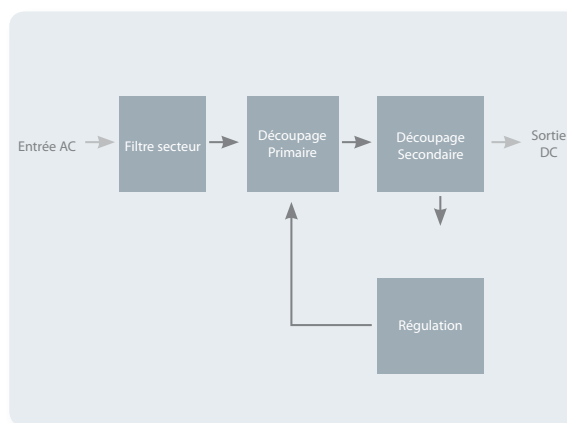 Entrée AC
Filtre secteur
Découpage
Primaire
Découpage
Secondaire
Sortie
DC
Régulation